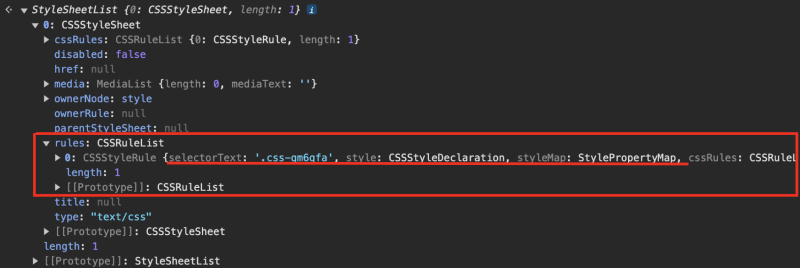 StyleSheetList {0: CSSStyleSheet, length: 1} i
0: CSSStyleSheet
cssRules: CSSRuleList {0: CSSStyleRule, length: 1}
disabled: false
href: null
media: MediaList {length: 0, mediaText: ''}
ownerNode: style
ownerRule: null
parentStyleSheet: null
rules: CSSRuleList
0: CSSStyleRule {selectorText: '.css-qm6gfa', style: CSSStyleDeclaration, styleMap: StylePropertyMap, cssRules: CSSRuleL
length: 1
[[Prototype]]: CSSRuleList
title: null
type: "text/css"
[[Prototype]]: CSSStyleSheet
length: 1
[[Prototype]]: StyleSheetList